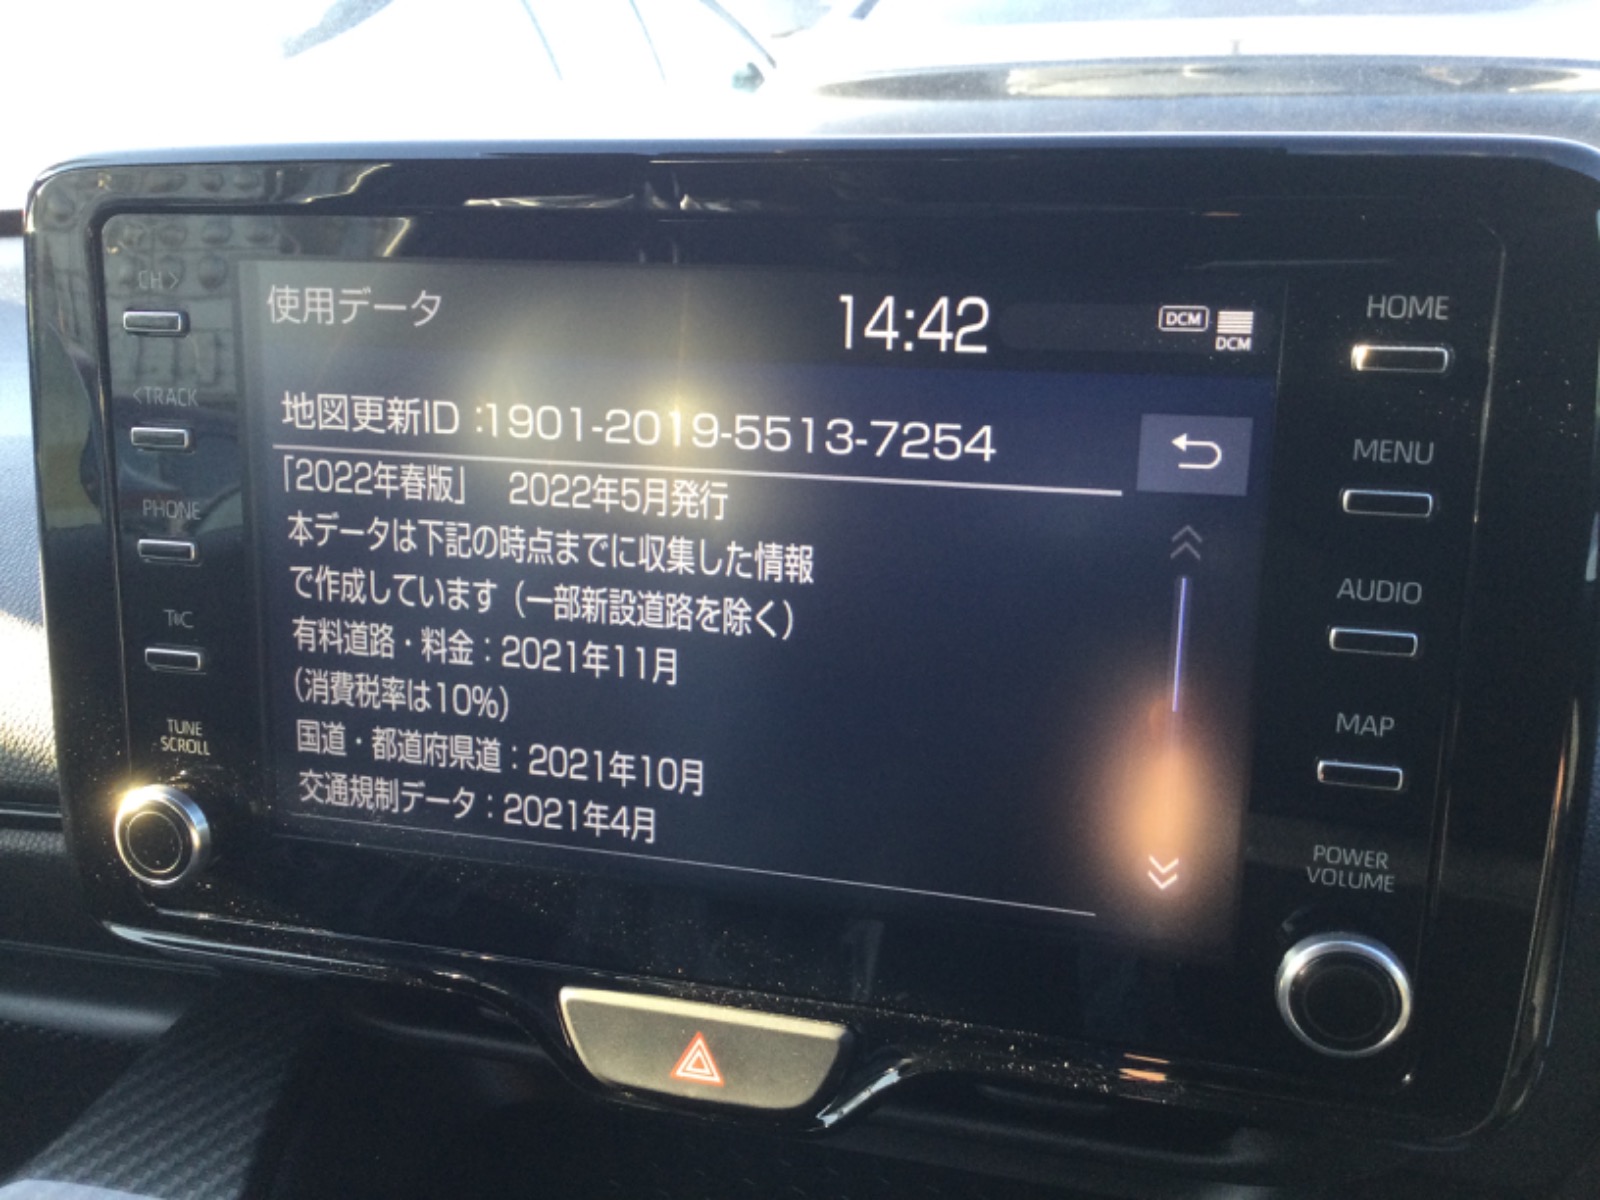 使用データ
14:42
DCM
DCM
地図更新ID :1901-2019-5513-7254
「2022年春版」 2022年5月発行
本データは下記の時点までに収集した情報
で作成しています（一部新設道路を除く）
有料道路・料金：2021年11月
（消費税率は10%）
国道・都道府県道：2021年10月
交通規制データ：2021年4月
CH>
<TRACK
PHONE
T
C
TUNE
SCROLL
HOME
MENU
AUDIO
MAP
POWER
VOLUME